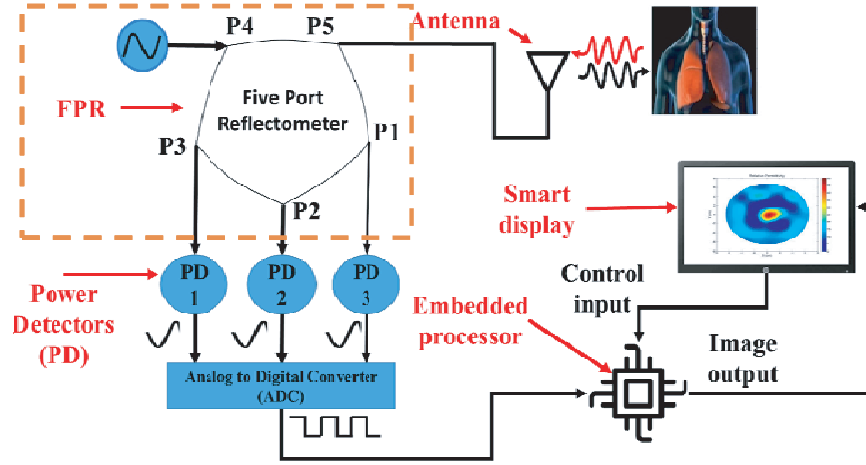 P4
P5
Antenna
FPR
Five Port
Reflectometer
P3
P1
P2
Smart
display
PD
1
PD
2
PD
3
Power
Detectors
(PD)
Control
input
Embedded
processor
Image
output
Analog to Digital Converter
(ADC)